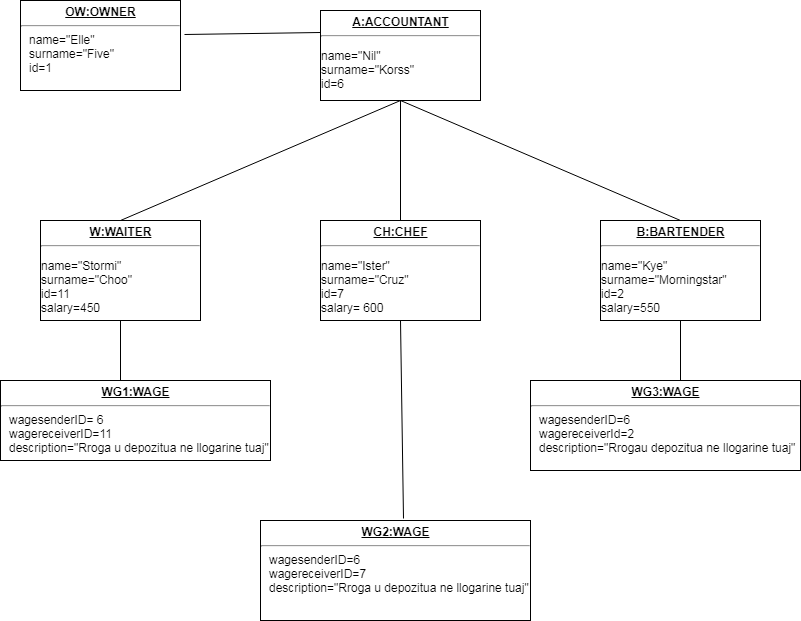 OW:OWNER
name="Elle"
surname="Five"
id=1
A:ACCOUNTANT
name="Nil"
surname="Korss"
id=6
W:WAITER
name="Stormi"
surname="Choo"
id=11
salary=450
CH:CHEF
name="Ister"
surname="Cruz"
id=7
salary= 600
B:BARTENDER
name="Kye"
surname="Morningstar"
id=2
salary=550
WG1:WAGE
wagesenderID= 6
wagereceiverID=11
description="Rroga u depozitua ne llogarine tuaj"
WG3:WAGE
wagesenderID=6
wagereceiverId=2
description="Rrogau depozitua ne llogarine tuaj"
WG2:WAGE
wagesenderID=6
wagereceiverID=7
description="Rroga u depozitua ne llogarine tuaj"